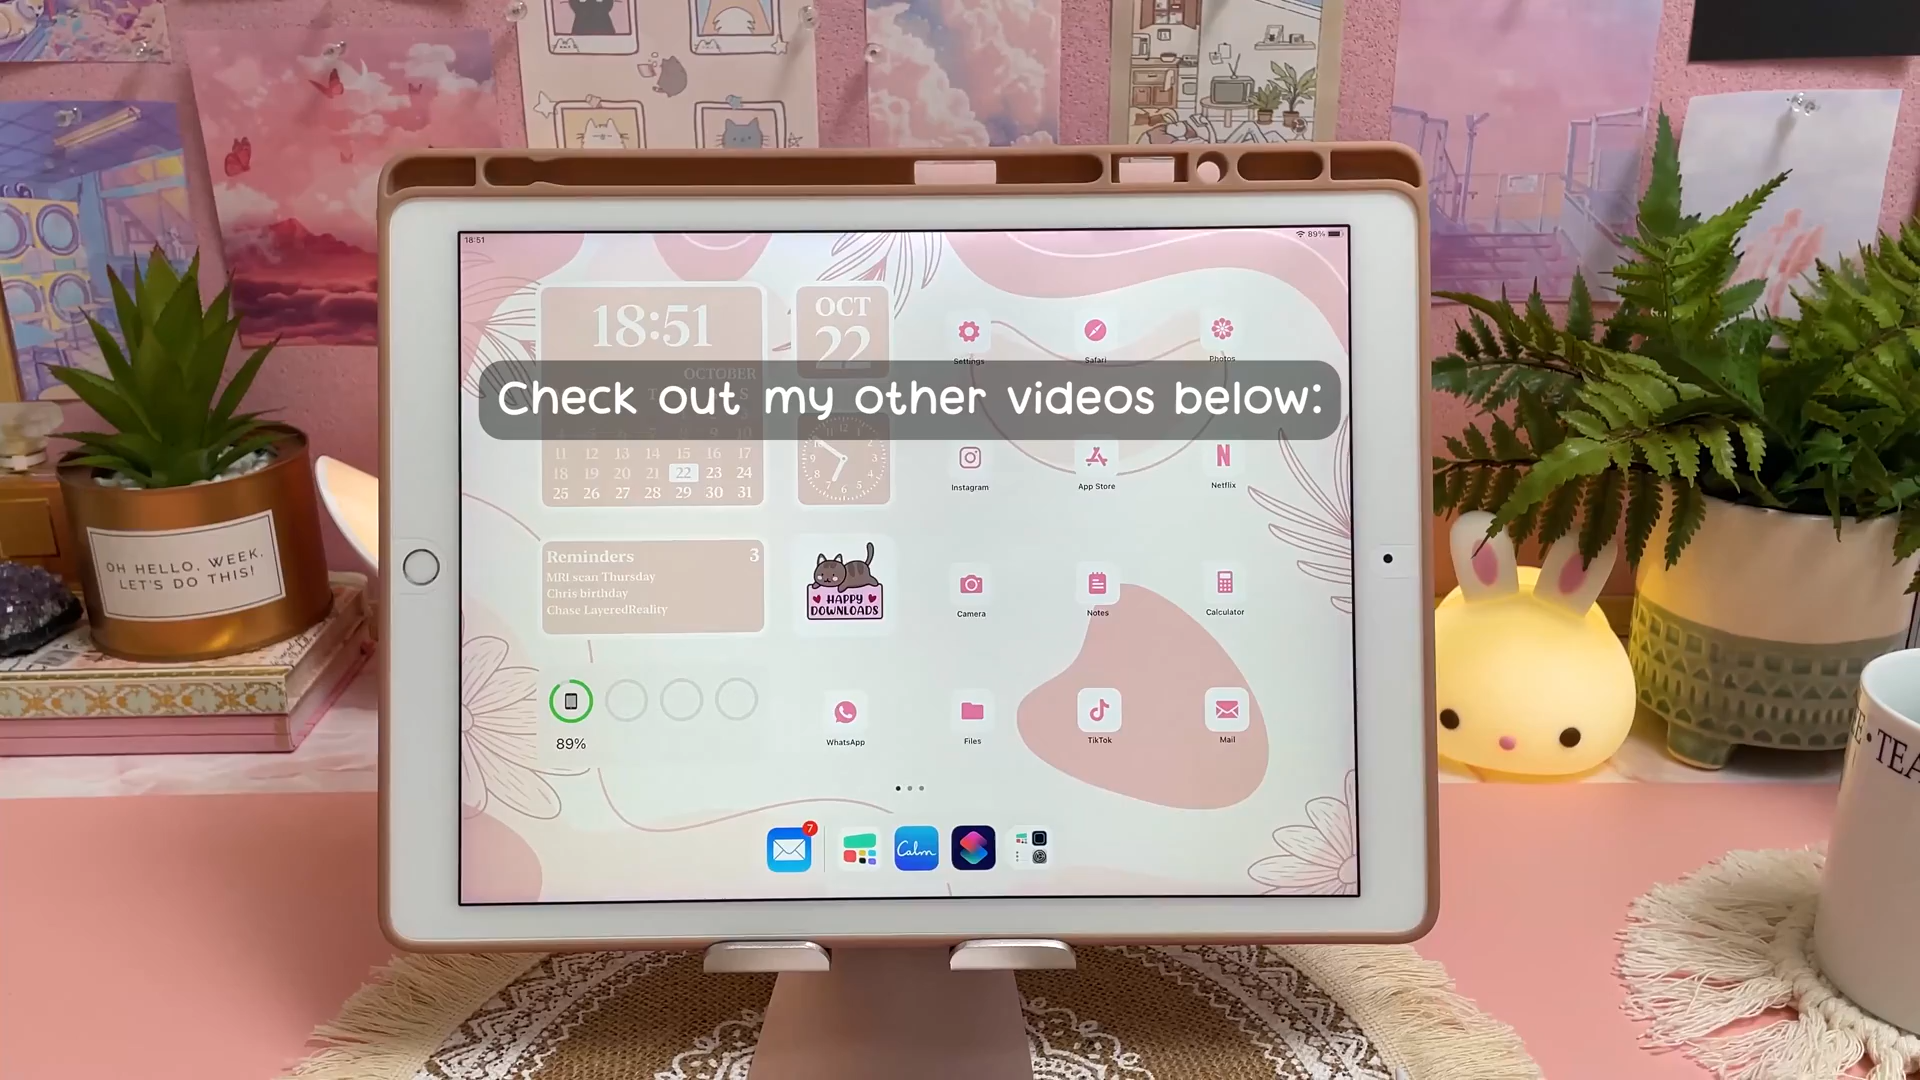 18:51
89%
18:51
OCT
22
Settings
Safari
Photos
OCTOBER
Check out my other videos below:
11 12 13 14 15 16 17
18 19 20 21 22 23 24
25 26 27 28 29 30 31
Instagram
App Store
Netflix
Reminders 3
MRI scan Thursday
Chris birthday
Chase LayeredReality
HAPPY
DOWNLOADS
Camera
Notes
Calculator
89%
WhatsApp
Files
TikTok
Mail
7
Calm
OH HELLO, WEEK.
LET'S DO THIS!
TEA